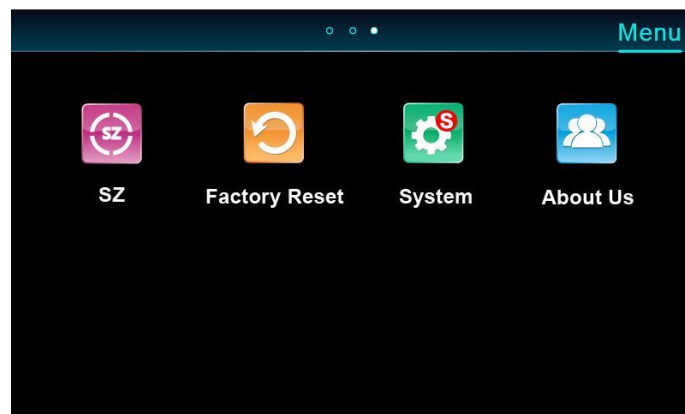 Menu
SZ
S
SZ
Factory Reset
System
About Us